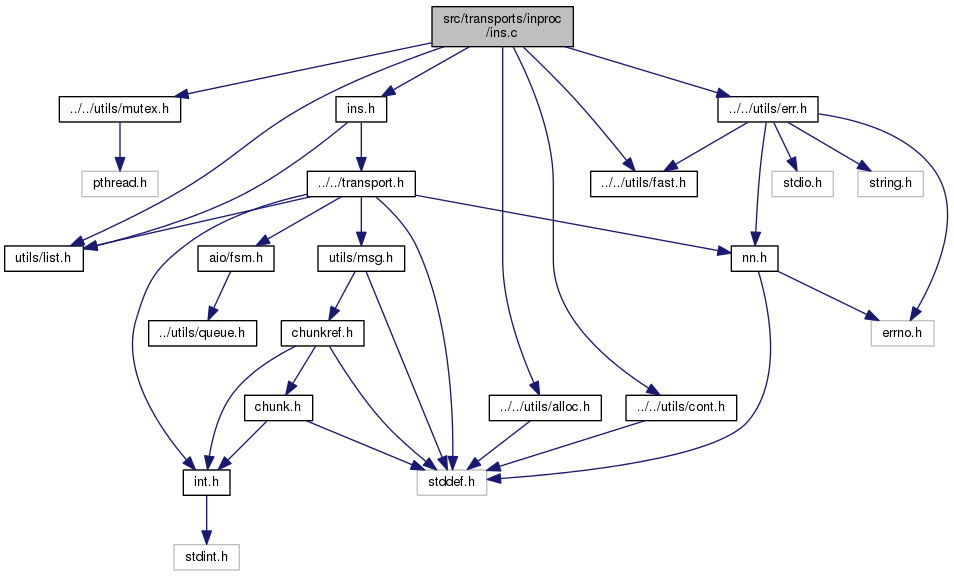 src/transports/inproc
/ins.c
../../utils/mutex.h
ins.h
../../utils/err.h
pthread.h
../../transport.h
../../utils/fast.h
stdio.h
string.h
utils/list.h
aio/fsm.h
utils/msg.h
nn.h
../utils/queue.h
chunkref.h
errno.h
chunk.h
../../utils/alloc.h
../../utils/cont.h
int.h
stddef.h
stdint.h